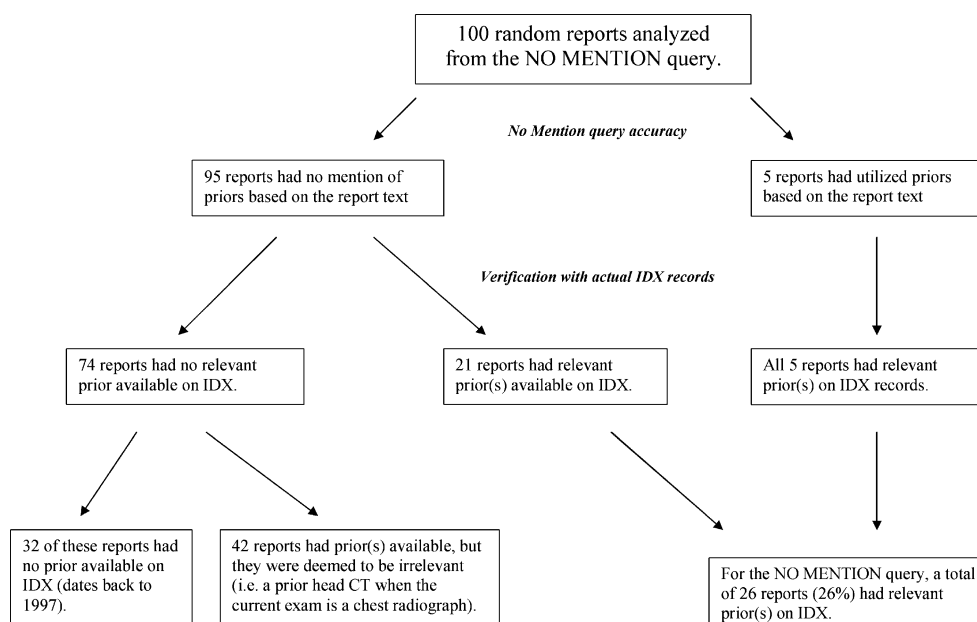 100 random reports analyzed
from the NO MENTION query.
No Mention query accuracy
95 reports had no mention of
priors based on the report text
5 reports had utilized priors
based on the report text
Verification with actual IDX records
74 reports had no relevant
prior available on IDX.
21 reports had relevant
prior(s) available on IDX.
All 5 reports had relevant
prior(s) on IDX records.
32 of these reports had
no prior available on
IDX (dates back to
1997).
42 reports had prior(s) available, but
they were deemed to be irrelevant
(i.e. a prior head CT when the
current exam is a chest radiograph).
For the NO MENTION query, a total
of 26 reports (26%) had relevant
prior(s) on IDX.